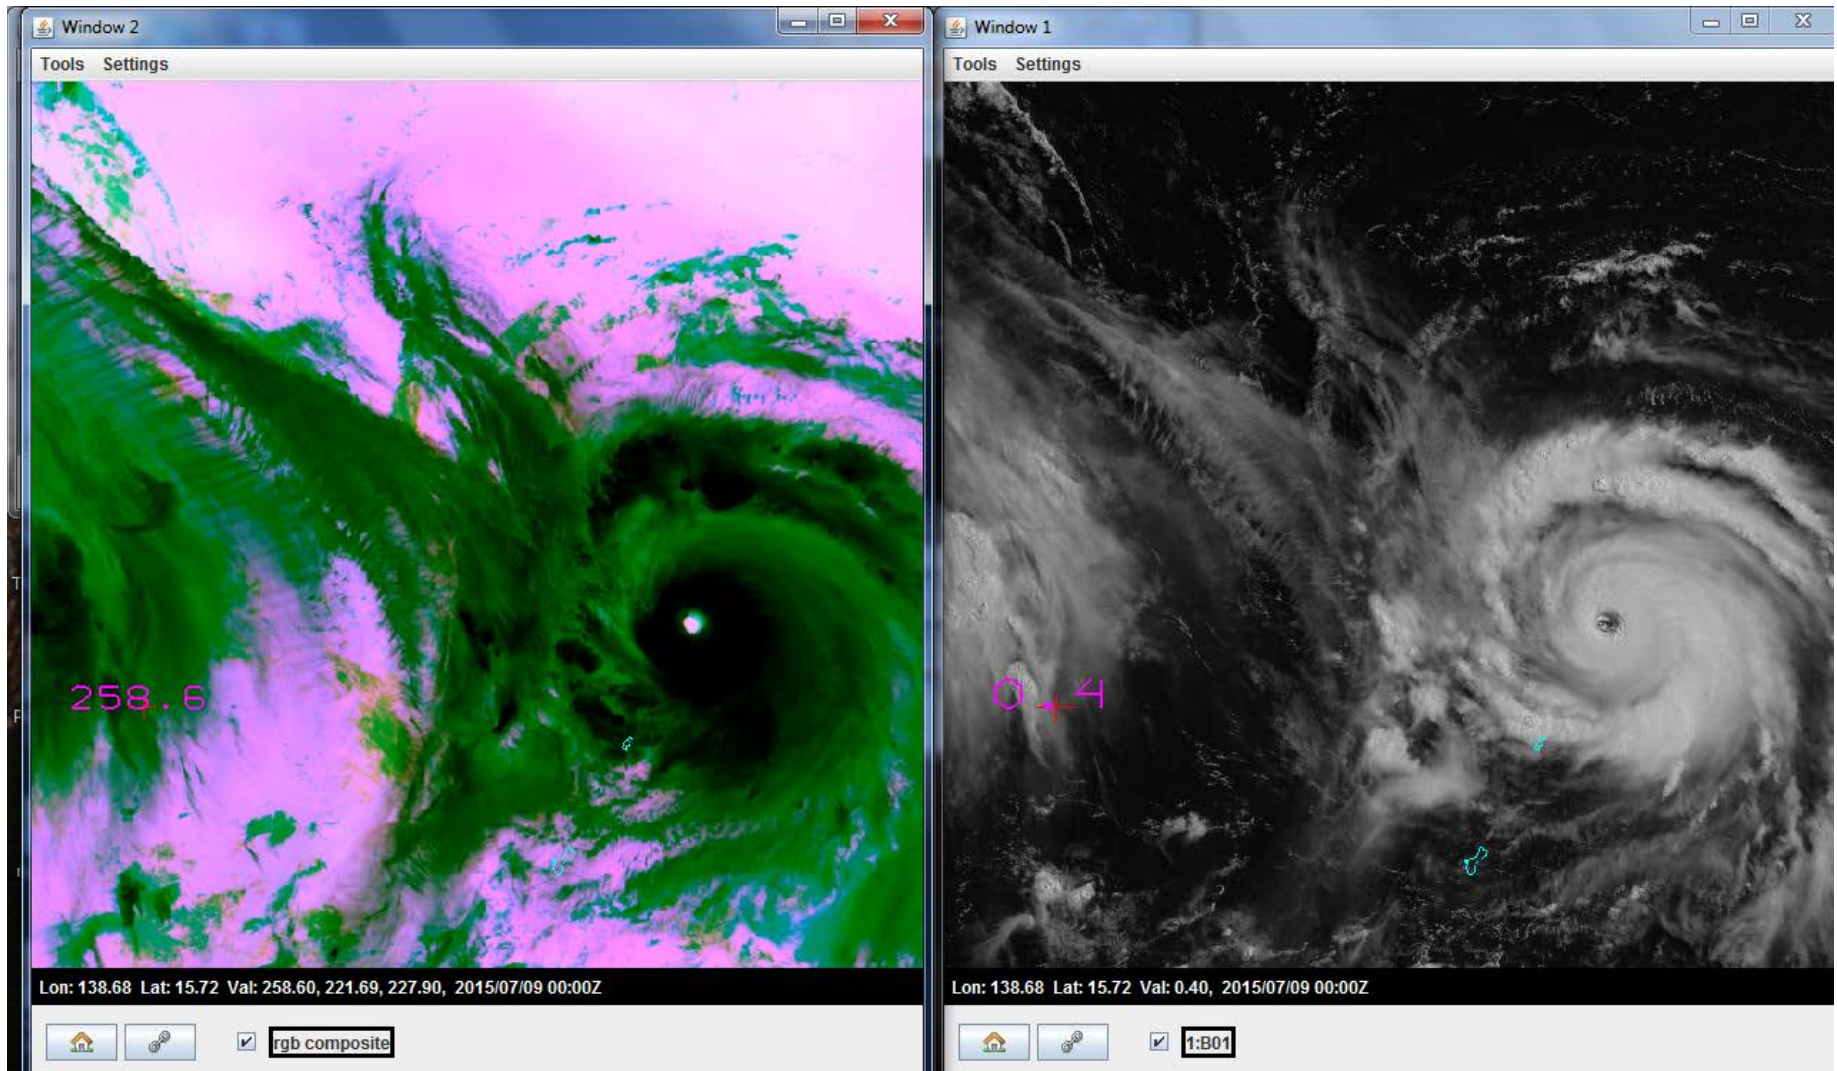 Window 2
Tools Settings
258.6
Lon: 138.68 Lat: 15.72 Val: 258.60, 221.69, 227.90, 2015/07/09 00:00Z
rgb composite
Window 1
Tools Settings
0 4
Lon: 138.68 Lat: 15.72 Val: 0.40, 2015/07/09 00:00Z
1:B01